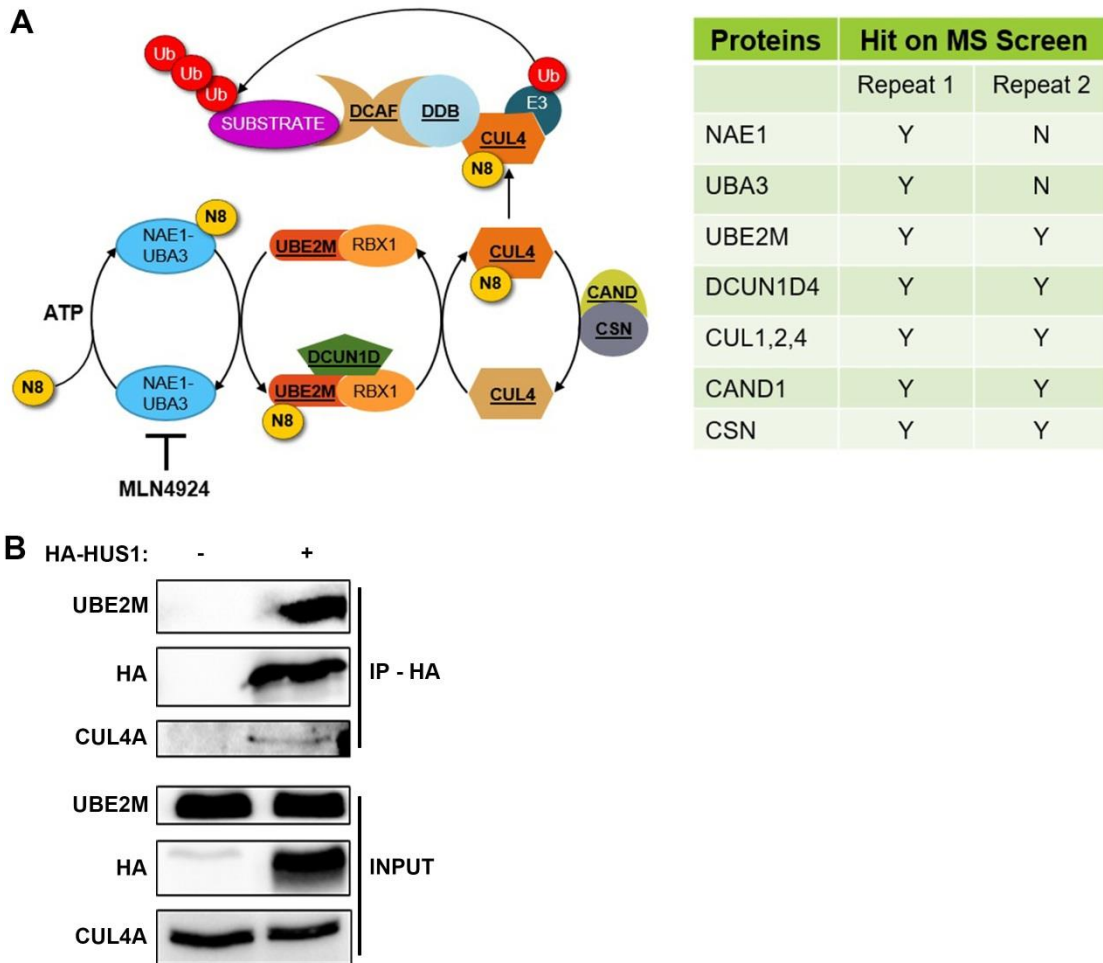 A
Ub
Ub
Ub
Ub
SUBSTRATE
DCAF
DDB
E3
CUL4
N8
N8
NAE1-
UBA3
UBE2M
RBX1
CUL4
N8
CAND
CSN
ATP
DCUN1D
N8
NAE1-
UBA3
UBE2M
RBX1
N8
CUL4
MLN4924
Proteins Hit on MS Screen
Repeat 1 Repeat 2
NAE1 Y N
UBA3 Y N
UBE2M Y Y
DCUN1D4 Y Y
CUL1,2,4 Y Y
CAND1 Y Y
CSN Y Y
B
HA-HUS1: - +
UBE2M
HA
IP - HA
CUL4A
UBE2M
HA
INPUT
CUL4A